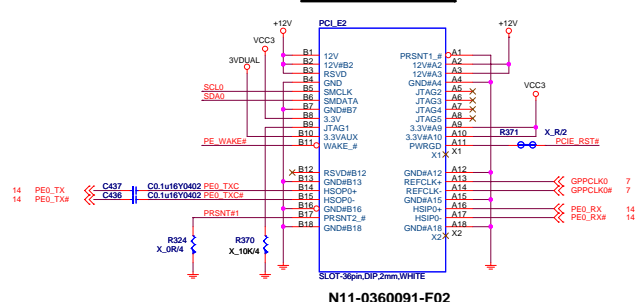 +12V
PCI_E2
+12V
VCC3
3VDUAL
VCC3
B1 12V PRSNT1_# A1
B2 12V#B2 12V#A2 A2
B3 RSVD 12V#A3 A3
B4 GND GND#A4 A4
SCL0 B5 SMCLK JTAG2 A5
SDA0 B6 SMDATA JTAG3 A6
B7 GND#B7 JTAG4 A7
B8 3.3V JTAG5 A8
B9 JTAG1 3.3V#A9 A9
B10 3.3VAUX 3.3V#A10 A10 R371 X_R/2
PE_WAKE# B11 WAKE_# PWRGD A11 PCIE_RST#
X1 X1
B12 RSVD#B12 GND#A12 A12
B13 GND#B13 REFCLK+ A13 GPPCLK0 7
14 PE0_TX C437 C0.1u16Y0402 PE0_TXC B14 HSOP0+ REFCLK- A14 GPPCLK0# 7
14 PE0_TX# C436 C0.1u16Y0402 PE0_TXC# B15 HSOP0- GND#A15 A15
B16 GND#B16 HSIP0+ A16 PE0_RX 14
PRSNT#1 B17 PRSNT2_# HSIP0- A17 PE0_RX# 14
B18 GND#B18 GND#A18 A18
X2 X2
R324 R370
X_0R/4 X_10K/4
SLOT-36pin,DIP,2mm,WHITE
N11-0360091-F02